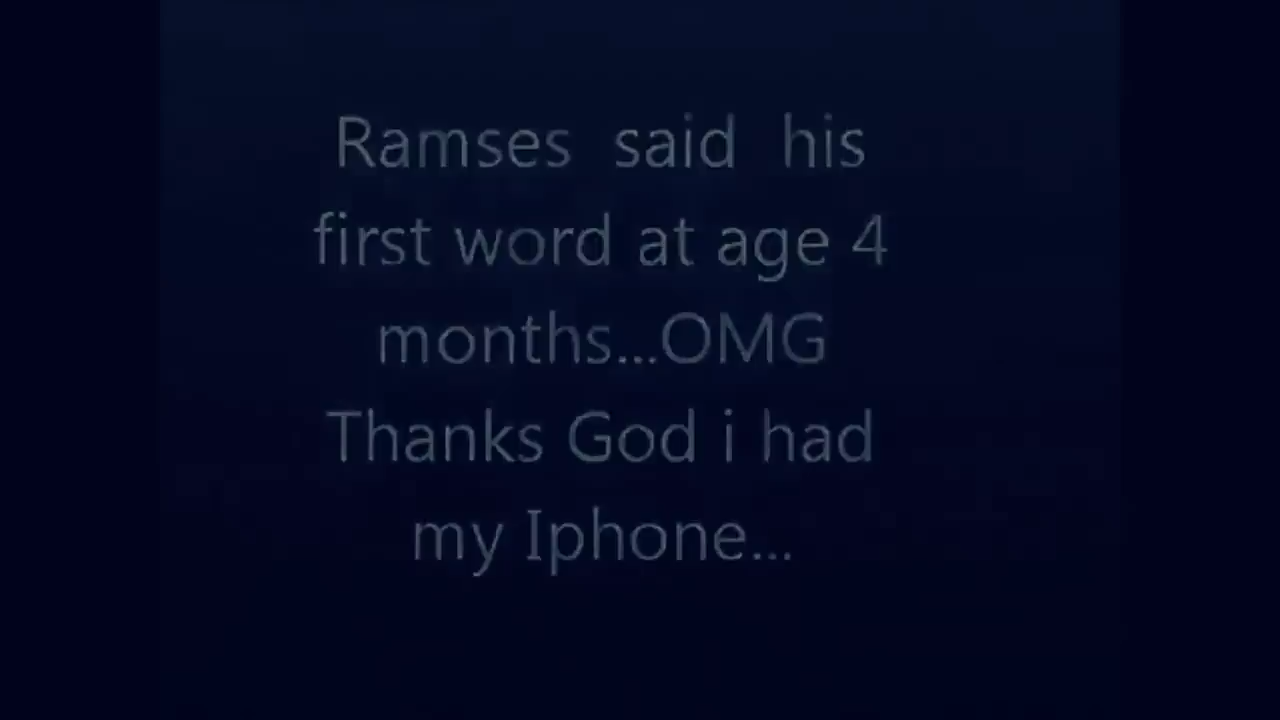 Ramses said his
first word at age 4
months...OMG
Thanks God i had
my Iphone...